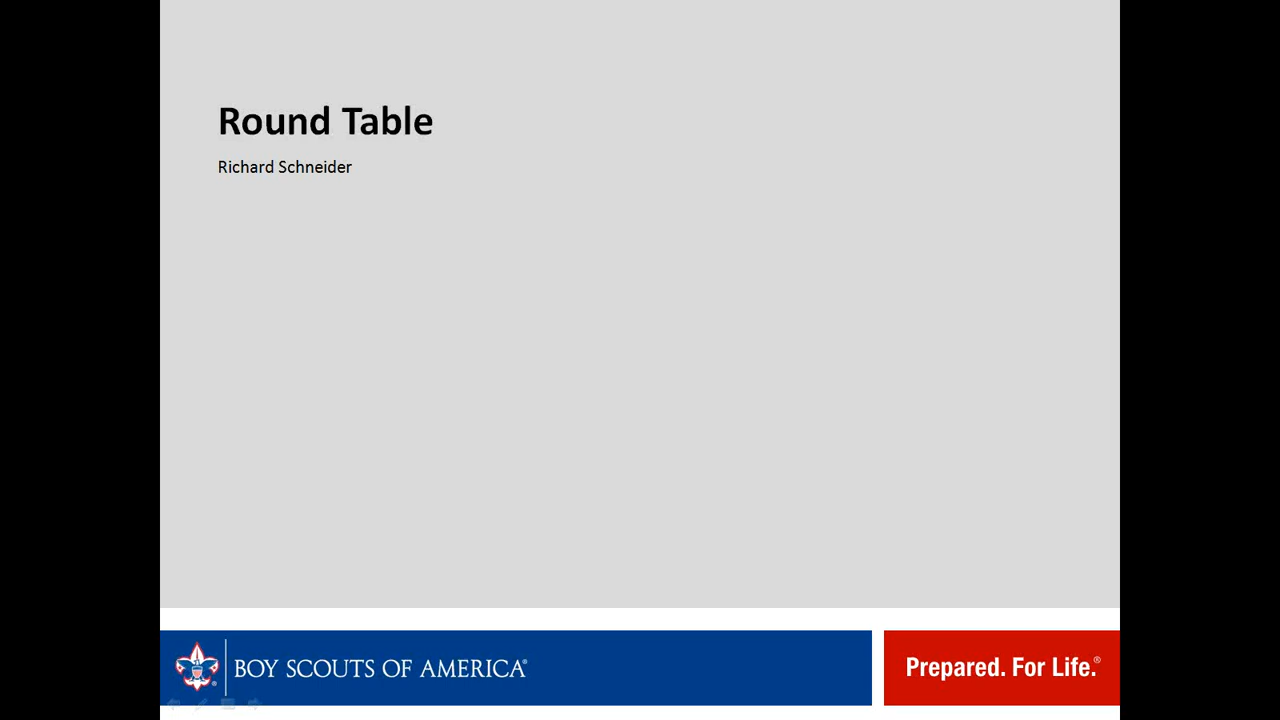 Round Table
Richard Schneider
BOY SCOUTS OF AMERICA®
Prepared. For Life.®